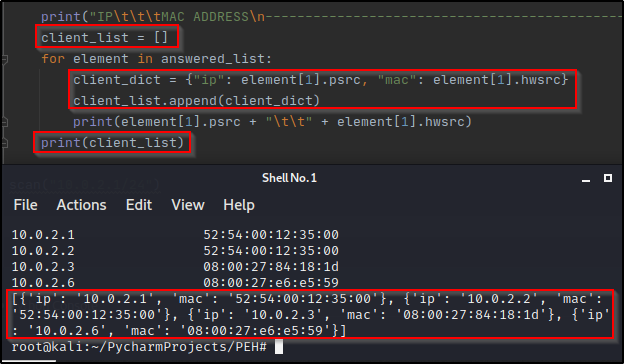 print("IP\t\t\tMAC ADDRESS\n-----------------------------------------
client_list = []
for element in answered_list:
client_dict = {"ip": element[1].psrc, "mac": element[1].hwsrc}
client_list.append(client_dict)
print(element[1].psrc + "\t\t" + element[1].hwsrc)
print(client_list)
Shell No.1
File Actions Edit View Help
10.0.2.1 52:54:00:12:35:00
10.0.2.2 52:54:00:12:35:00
10.0.2.3 08:00:27:84:18:1d
10.0.2.6 08:00:27:e6:e5:59
[{'ip': '10.0.2.1', 'mac': '52:54:00:12:35:00'}, {'ip': '10.0.2.2', 'mac':
'52:54:00:12:35:00'}, {'ip': '10.0.2.3', 'mac': '08:00:27:84:18:1d'}, {'ip'
: '10.0.2.6', 'mac': '08:00:27:e6:e5:59'}]
root@kali:~/PycharmProjects/PEH#